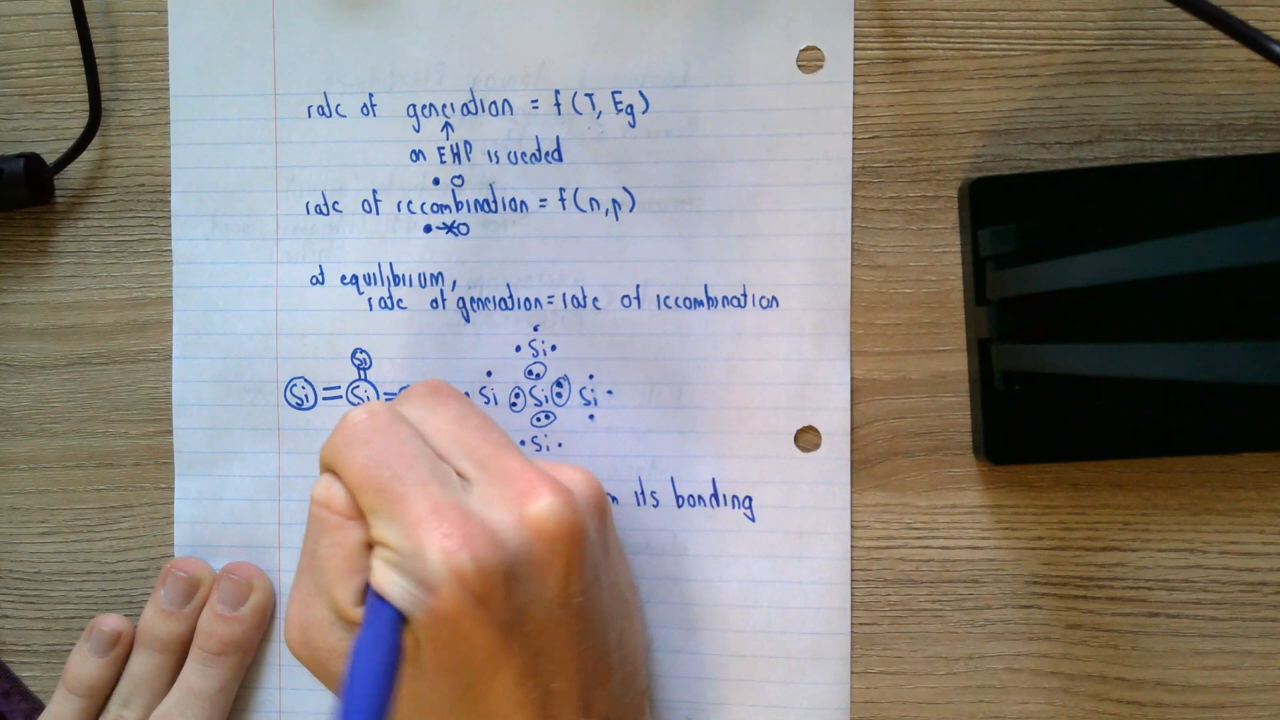 rate of generation = f(T, Eg)
an EHP is created
rate of recombination = f(n,p)
at equilibrium,
rate of generation = rate of recombination
Si
Si
Si = Si =
Si Si Si
Si
its bonding